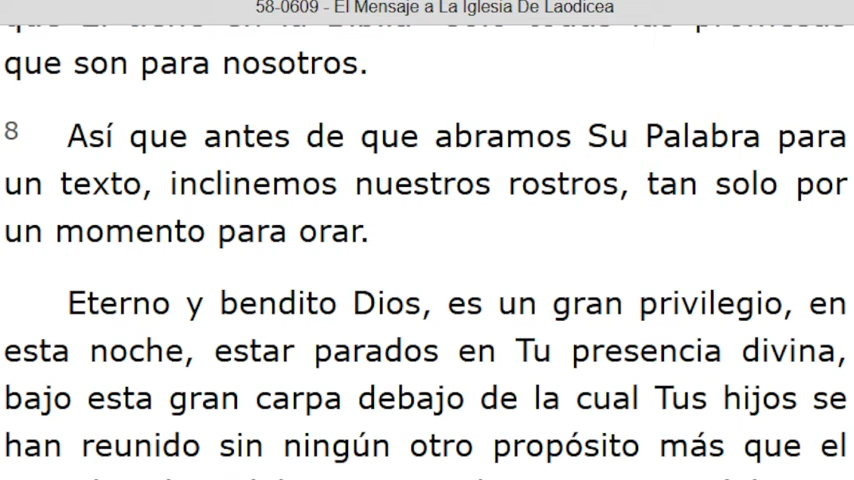 58-0609 - El Mensaje a La Iglesia De Laodicea
que son para nosotros.
8 Así que antes de que abramos Su Palabra para
un texto, inclinemos nuestros rostros, tan solo por
un momento para orar.
Eterno y bendito Dios, es un gran privilegio, en
esta noche, estar parados en Tu presencia divina,
bajo esta gran carpa debajo de la cual Tus hijos se
han reunido sin ningún otro propósito más que el